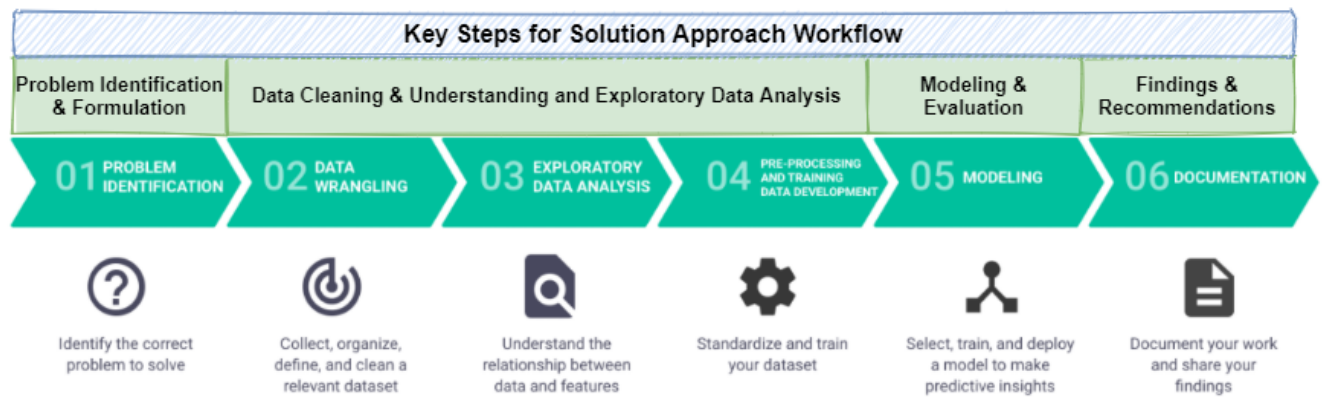 Key Steps for Solution Approach Workflow
Problem Identification
& Formulation
Data Cleaning & Understanding and Exploratory Data Analysis
Modeling &
Evaluation
Findings &
Recommendations
01 PROBLEM
IDENTIFICATION
02 DATA
WRANGLING
03 EXPLORATORY
DATA ANALYSIS
04 PRE-PROCESSING
AND TRAINING
DATA DEVELOPMENT
05 MODELING
06 DOCUMENTATION
Identify the correct
problem to solve
Collect, organize,
define, and clean a
relevant dataset
Understand the
relationship between
data and features
Standardize and train
your dataset
Select, train, and deploy
a model to make
predictive insights
Document your work
and share your
findings